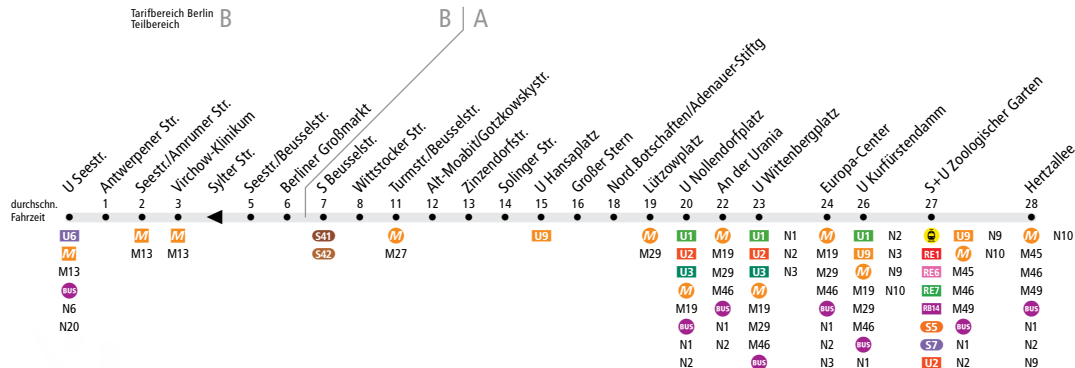 Tarifbereich Berlin
Teilbereich
B
B
A
U Seestr.
Antwerpener Str.
Seestr./Amrumer Str.
Virchow-Klinikum
Sylter Str.
Seestr./Beusselstr.
Berliner Großmarkt
S Beusselstr.
Wittstocker Str.
Turmstr./Beusselstr.
Alt-Moabit/Gotzkowskystr.
Zinzendorfstr.
Solinger Str.
U Hansaplatz
Großer Stern
Nord.Botschaften/Adenauer-Stiftg
Lützowplatz
U Nollendorfplatz
An der Urania
U Wittenbergplatz
Europa-Center
U Kurfürstendamm
S+U Zoologischer Garten
Hertzallee
durchschn.
Fahrzeit
1 2 3 5 6 7 8 11 12 13 14 15 16 18 19 20 22 23 24 26 27 28
U6 M M S41 M U9 M U1 M U1 N1 M U1 N2 U9 N9 M N10
M M13 M13 S42 M27 M29 U2 M19 U2 N2 M19 U9 N3 RE1 M N10 M45
M13 U3 M29 U3 N3 M29 M N9 RE6 M45 M46
BUS M M46 M M46 M19 N10 RE7 M46 M49
N6 M19 BUS M19 BUS M29 RB14 M49 BUS
N20 BUS N1 M29 N1 M46 S5 BUS N1
N1 N2 M46 N2 BUS S7 N1 N2
N2 BUS N3 N1 U2 N2 N9